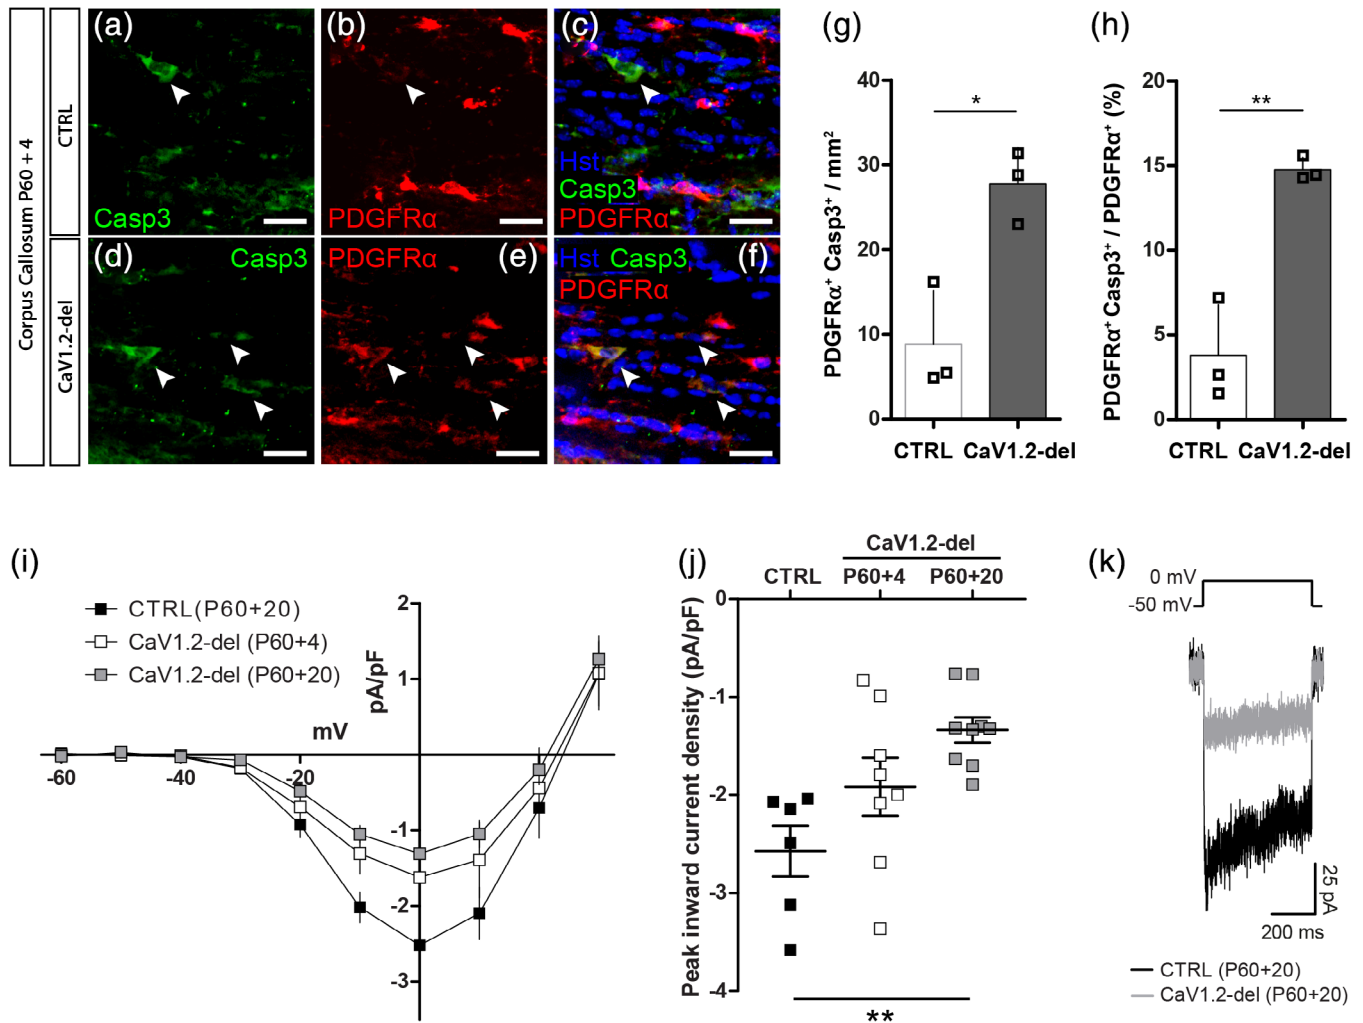 Corpus Callosum P60 + 4
CTRL
CaV1.2-del
(a)
Casp3
(b)
PDGFRα
(c)
Hst
Casp3
PDGFRα
(d)
Casp3
PDGFRα
(e)
Hst Casp3
(f)
PDGFRα
(g)
PDGFRα⁺ Casp3⁺ / mm²
40
30
20
10
0
*
CTRL CaV1.2-del
(h)
PDGFRα⁺ Casp3⁺ / PDGFRα⁺ (%)
20
15
10
5
0
**
CTRL CaV1.2-del
(i)
CTRL(P60+20)
CaV1.2-del (P60+4)
CaV1.2-del (P60+20)
pA/pF
mV
2
1
-60
-40
-20
-1
-2
-3
(j)
CaV1.2-del
CTRL P60+4 P60+20
Peak inward current density (pA/pF)
0
-1
-2
-3
-4
**
(k)
0 mV
-50 mV
25 pA
200 ms
CTRL (P60+20)
CaV1.2-del (P60+20)